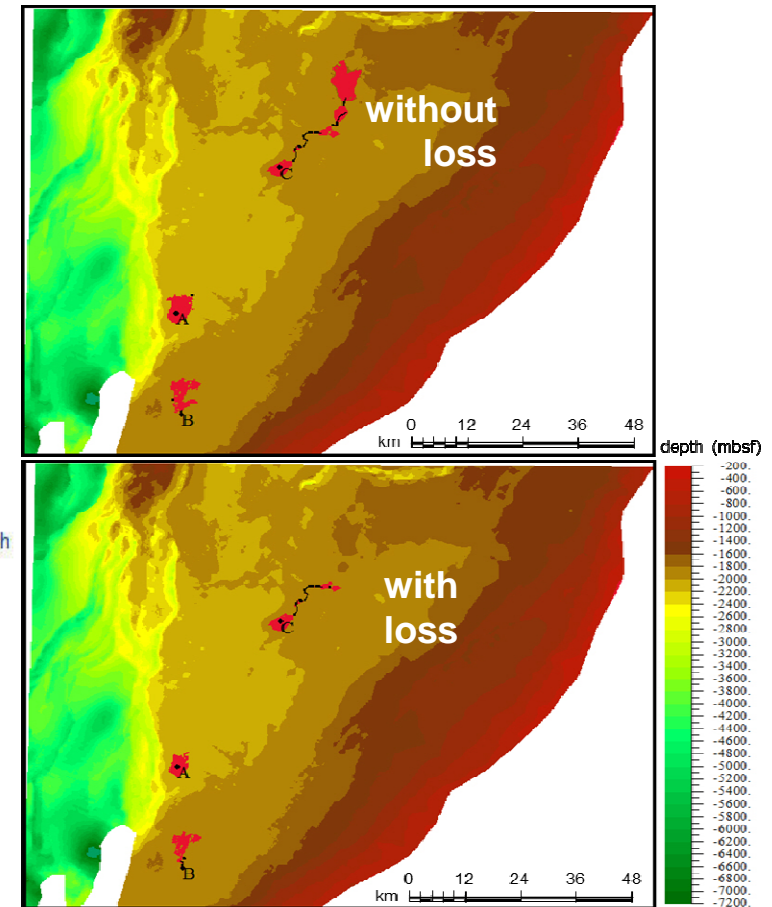 without
loss
C
A
B
0 12 24 36 48
km
depth (mbsf)
h
with
loss
C
A
B
0 12 24 36 48
km
-200.
-400.
-600.
-800.
-1000.
-1200.
-1400.
-1600.
-1800.
-2000.
-2200.
-2400.
-2600.
-2800.
-3000.
-3200.
-3400.
-3600.
-3800.
-4000.
-4200.
-4400.
-4600.
-4800.
-5000.
-5200.
-5400.
-5600.
-5800.
-6000.
-6200.
-6400.
-6600.
-6800.
-7000.
-7200.